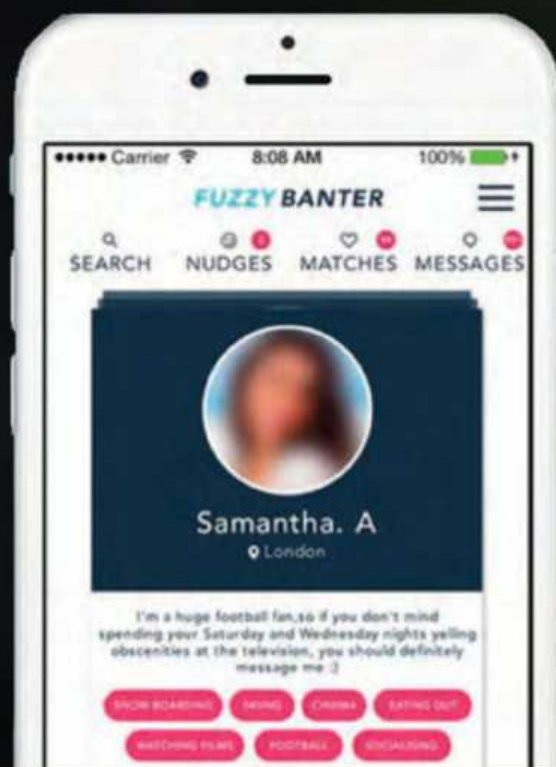 Carrier 8:08 AM 100%
FUZZY BANTER
SEARCH NUDGES MATCHES MESSAGES
Samantha. A
London
I'm a huge football fan,so if you don't mind
spending your Saturday and Wednesday nights yelling
obscenities at the television, you should definitely
message me :)
SNOW BOARDING SKIING CINEMA EATING OUT
WATCHING FILMS FOOTBALL SOCIALISING